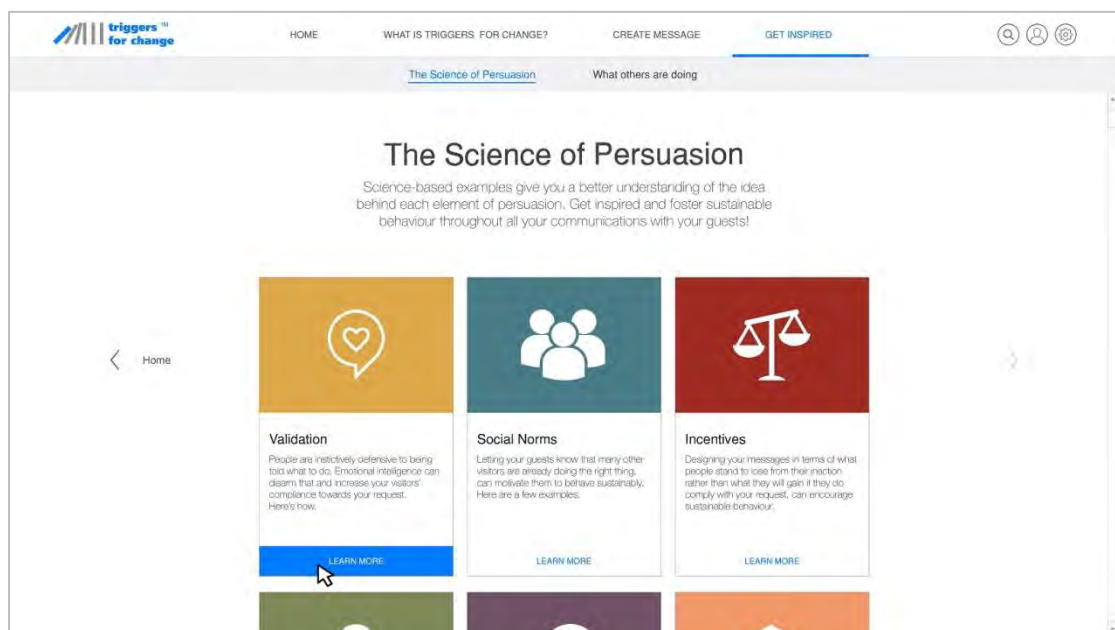 triggers ™
for change
HOME
WHAT IS TRIGGERS FOR CHANGE?
CREATE MESSAGE
GET INSPIRED
The Science of Persuasion
What others are doing
The Science of Persuasion
Science-based examples give you a better understanding of the idea
behind each element of persuasion. Get inspired and foster sustainable
behaviour throughout all your communications with your guests!
Home
Validation
People are instictively defensive to being
told what to do. Emotional intelligence can
disarm that and increase your visitors'
compliance towards your request.
Here's how.
LEARN MORE
Social Norms
Letting your guests know that many other
visitors are already doing the right thing,
can motivate them to behave sustainably.
Here are a few examples.
LEARN MORE
Incentives
Designing your messages in terms of what
people stand to lose from their inaction
rather than what they will gain if they do
comply with your request, can encourage
sustainable behaviour.
LEARN MORE